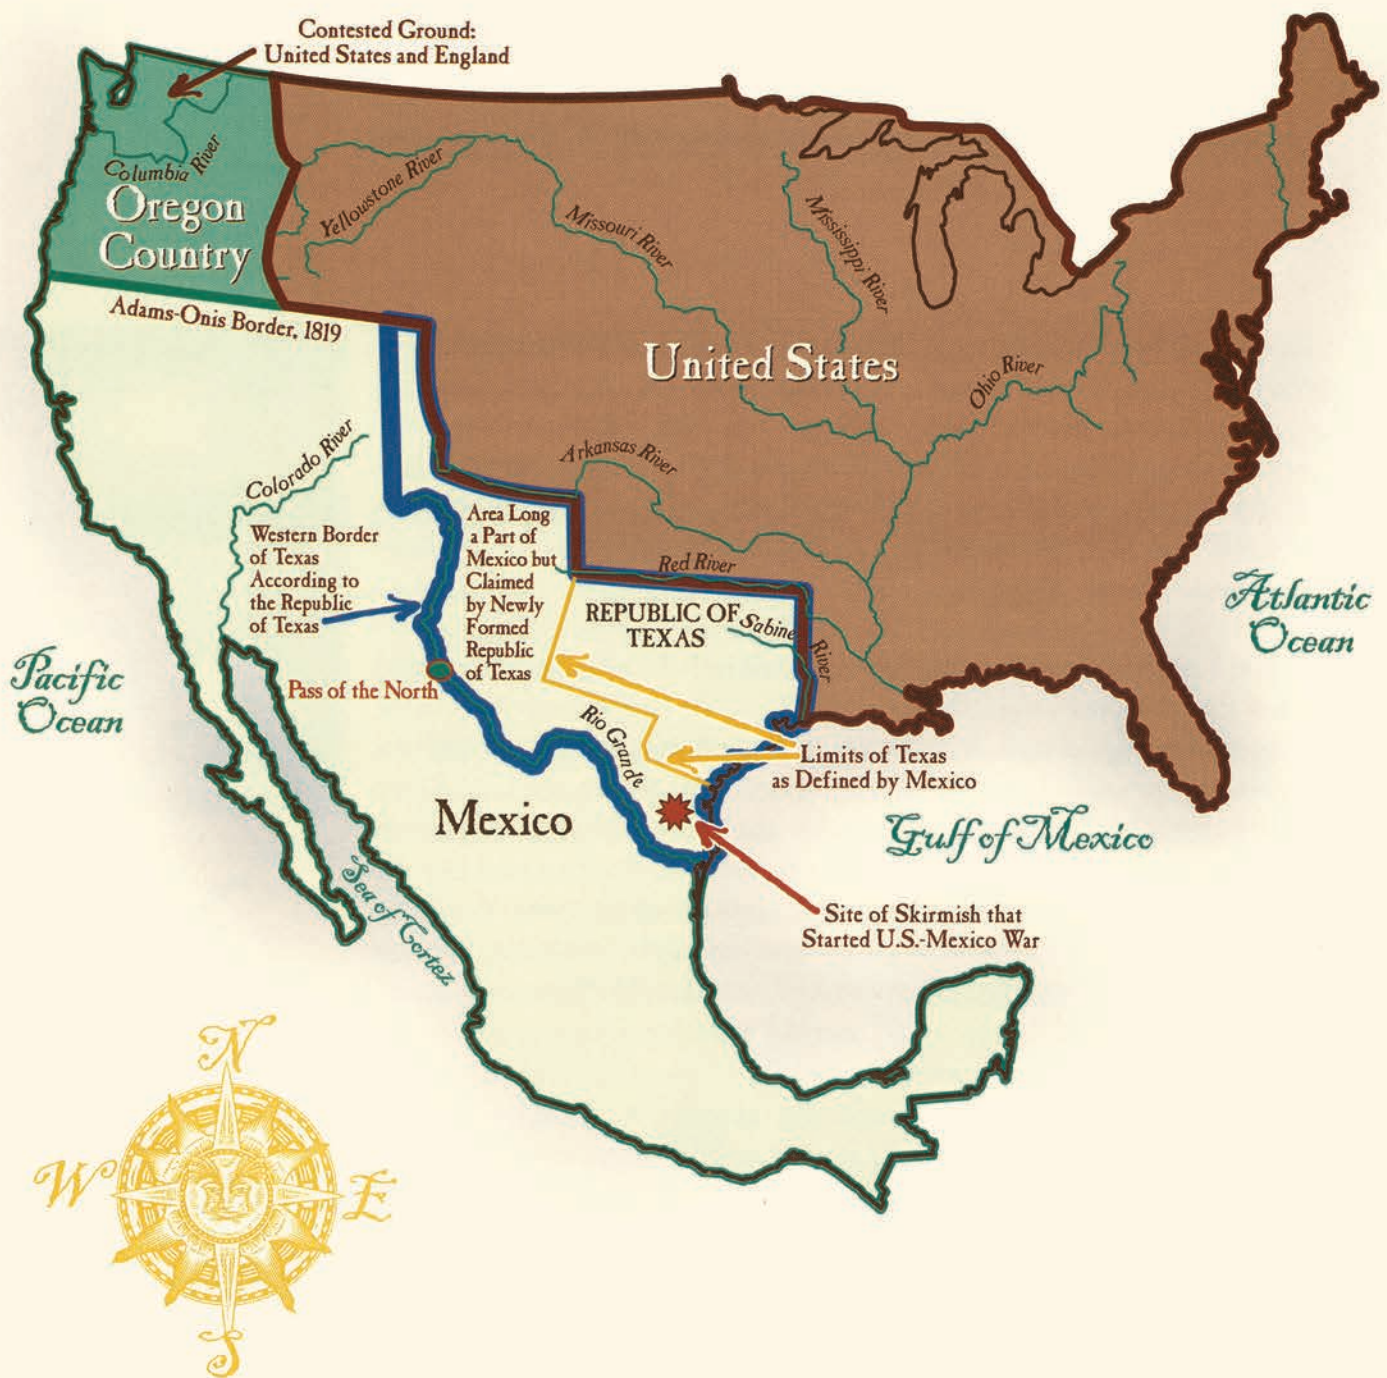 Contested Ground:
United States and England
Columbia River
Oregon
Country
Adams-Onis Border, 1819
Yellowstone River
Missouri River
Mississippi River
United States
Ohio River
Arkansas River
Colorado River
Western Border
of Texas
According to
the Republic
of Texas
Area Long
a Part of
Mexico but
Claimed
by Newly
Formed
Republic
of Texas
Red River
REPUBLIC OF
TEXAS
Sabine River
Atlantic
Ocean
Pacific
Ocean
Pass of the North
Rio Grande
Limits of Texas
as Defined by Mexico
Mexico
Gulf of Mexico
Sea of Cortez
Site of Skirmish that
Started U.S.-Mexico War
N
W
E
S